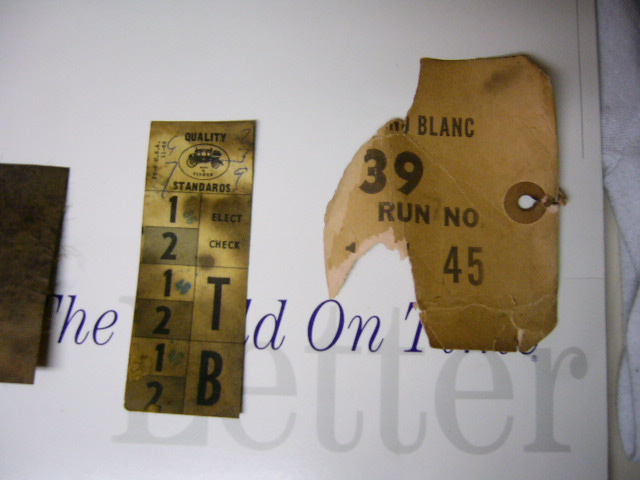 QUALITY
FISHER
STANDARDS
1 ELECT
2 CHECK
1
2 T
1
2 B
BLANC
39
RUN NO
45
The ld On
Letter